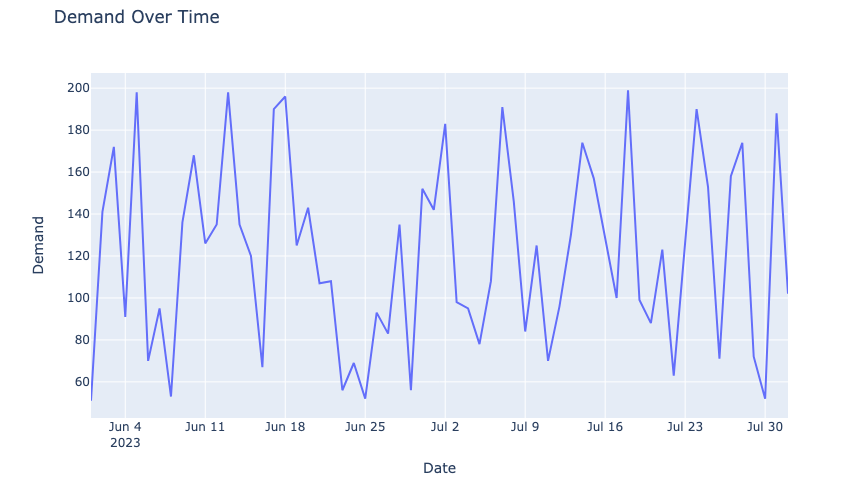 Demand Over Time
200
180
160
140
120
100
80
60
Demand
Jun 4
2023
Jun 11
Jun 18
Jun 25
Jul 2
Jul 9
Jul 16
Jul 23
Jul 30
Date